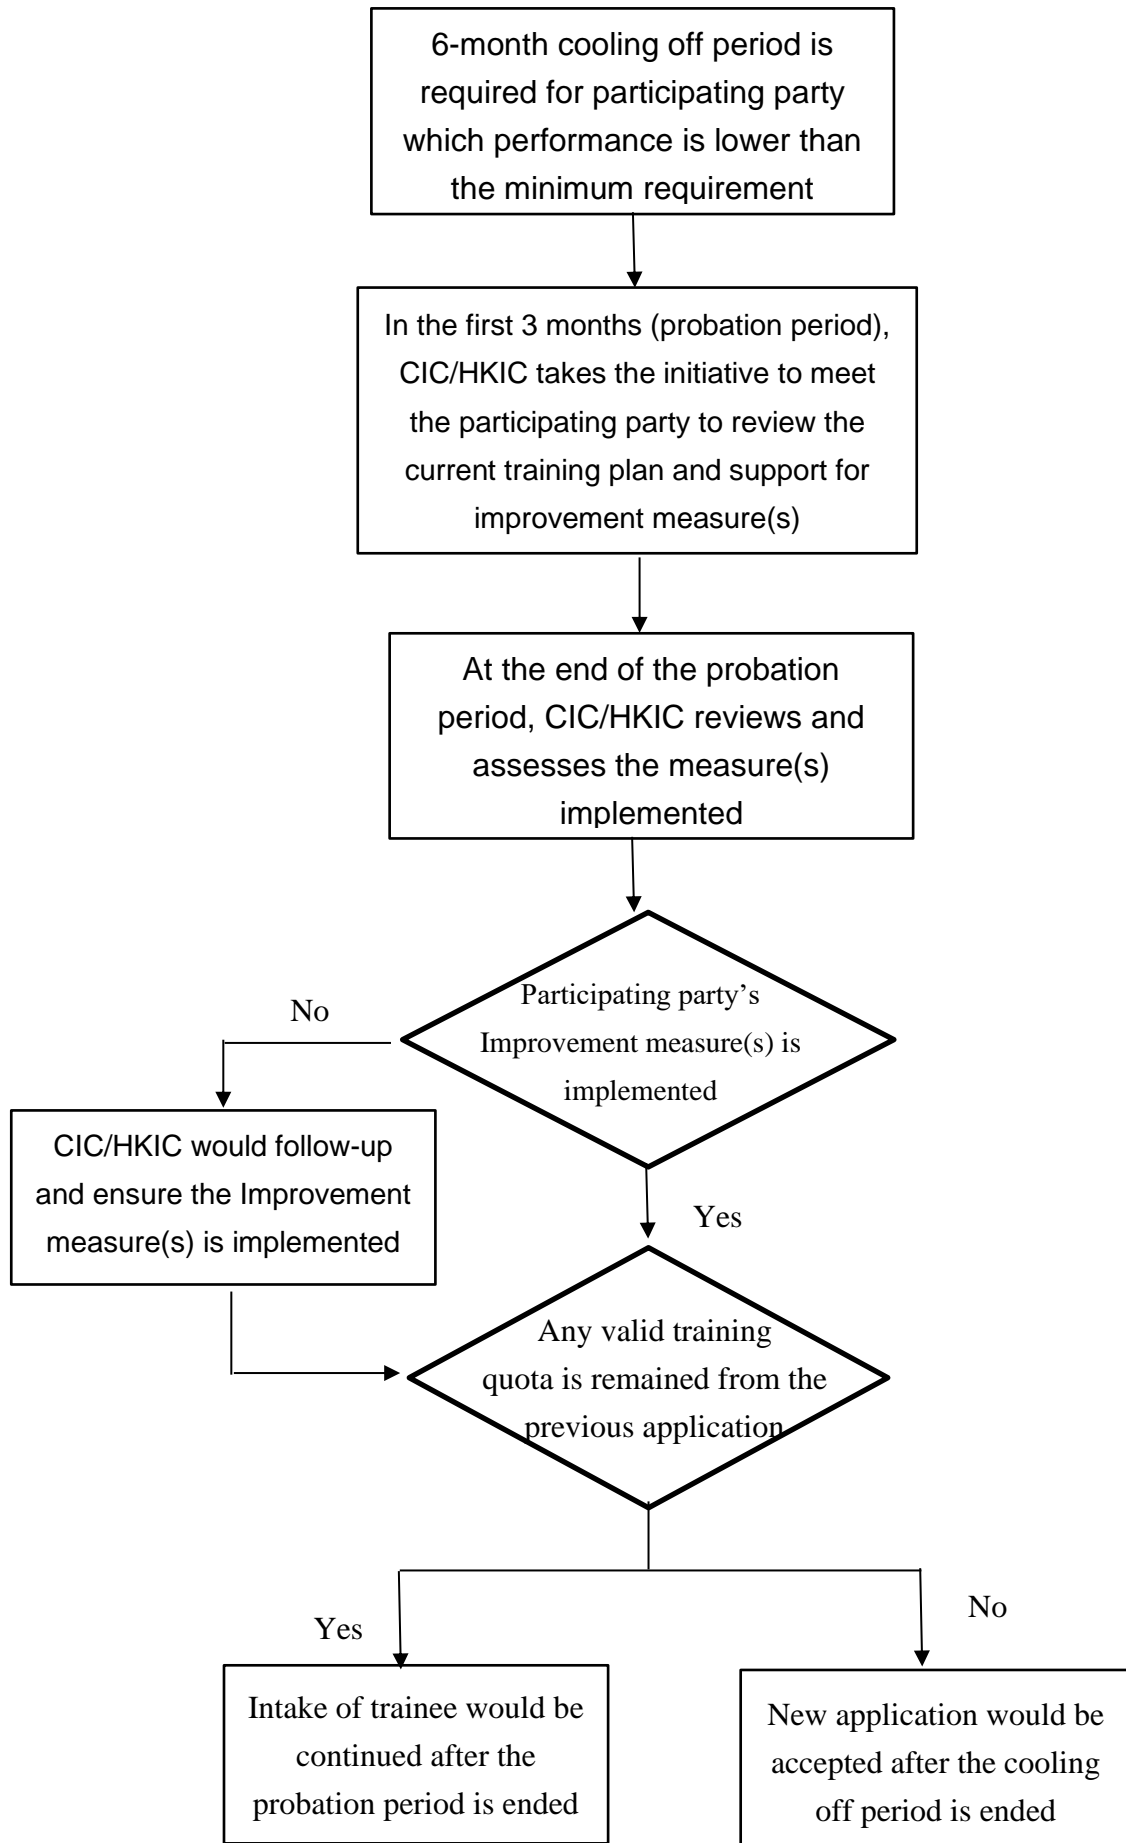 6-month cooling off period is
required for participating party
which performance is lower than
the minimum requirement
In the first 3 months (probation period),
CIC/HKIC takes the initiative to meet
the participating party to review the
current training plan and support for
improvement measure(s)
At the end of the probation
period, CIC/HKIC reviews and
assesses the measure(s)
implemented
Participating party’s
Improvement measure(s) is
implemented
No
CIC/HKIC would follow-up
and ensure the Improvement
measure(s) is implemented
Yes
Any valid training
quota is remained from the
previous application
Yes
No
Intake of trainee would be
continued after the
probation period is ended
New application would be
accepted after the cooling
off period is ended